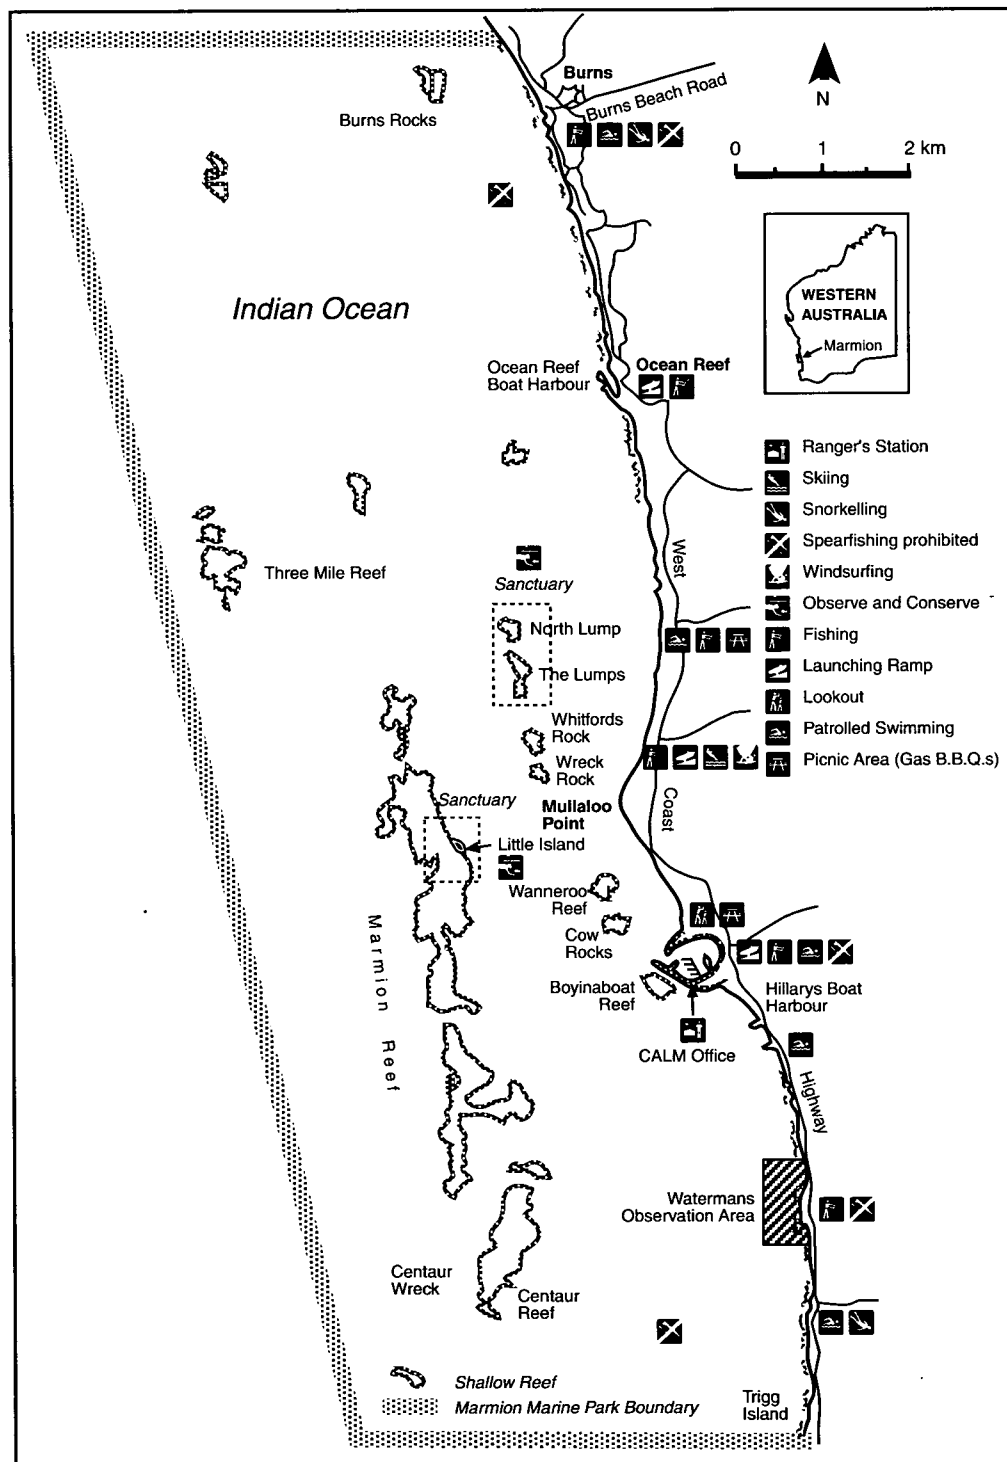 Burns
Burns Beach Road
Burns Rocks
N
0 1 2 km
Indian Ocean
WESTERN
AUSTRALIA
Marmion
Ocean Reef
Boat Harbour
Ocean Reef
Ranger's Station
Skiing
Snorkelling
Spearfishing prohibited
Windsurfing
Observe and Conserve
Fishing
Launching Ramp
Lookout
Patrolled Swimming
Picnic Area (Gas B.B.Q.s)
Three Mile Reef
Sanctuary
North Lump
The Lumps
West
Coast
Highway
Whitfords
Rock
Wreck
Rock
Sanctuary
Mullaloo
Point
Little Island
Wanneroo
Reef
Cow
Rocks
Marmion Reef
Boyinaboat
Reef
Hillarys Boat
Harbour
CALM Office
Watermans
Observation Area
Centaur
Wreck
Centaur
Reef
Shallow Reef
Marmion Marine Park Boundary
Trigg
Island